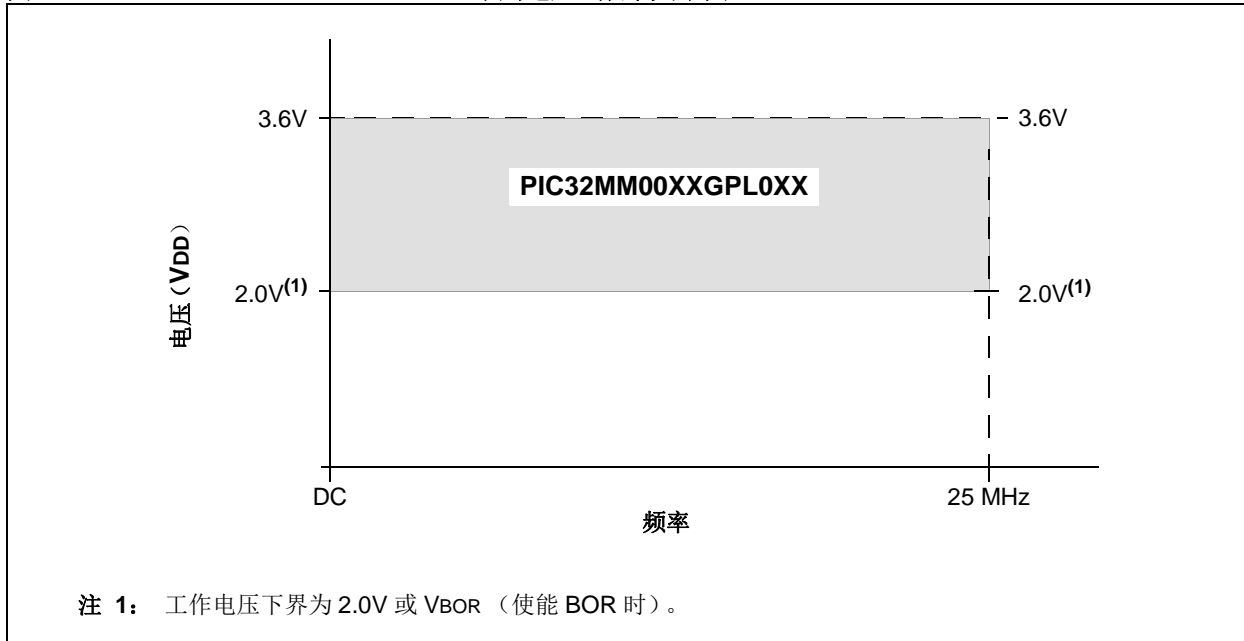 3.6V
3.6V
PIC32MM00XXGPL0XX
电压（VDD）
2.0V(1)
2.0V(1)
DC
25 MHz
频率
注 1： 工作电压下界为 2.0V 或 VBOR （使能 BOR 时）。